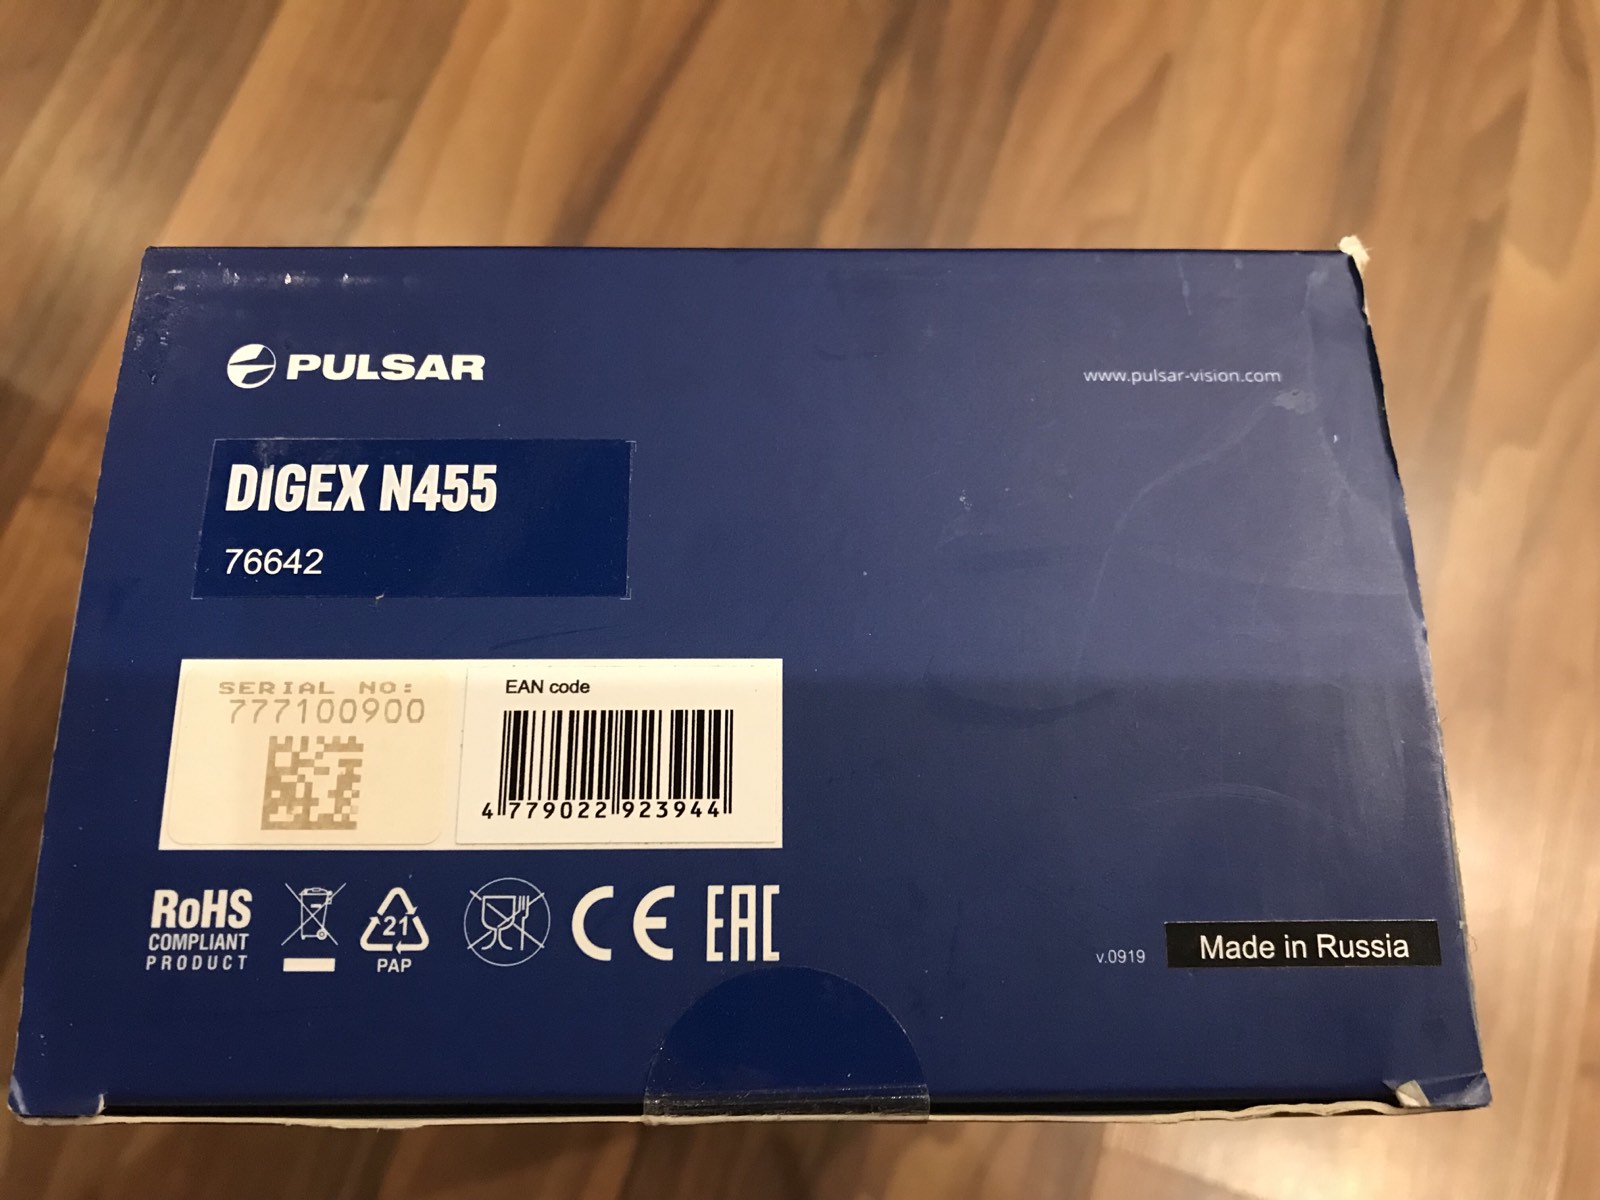 PULSAR
www.pulsar-vision.com
DIGEX N455
76642
SERIAL NO:
777100900
EAN code
4 779022 923944
RoHS
COMPLIANT
PRODUCT
21
PAP
CE
EAC
v.0919
Made in Russia